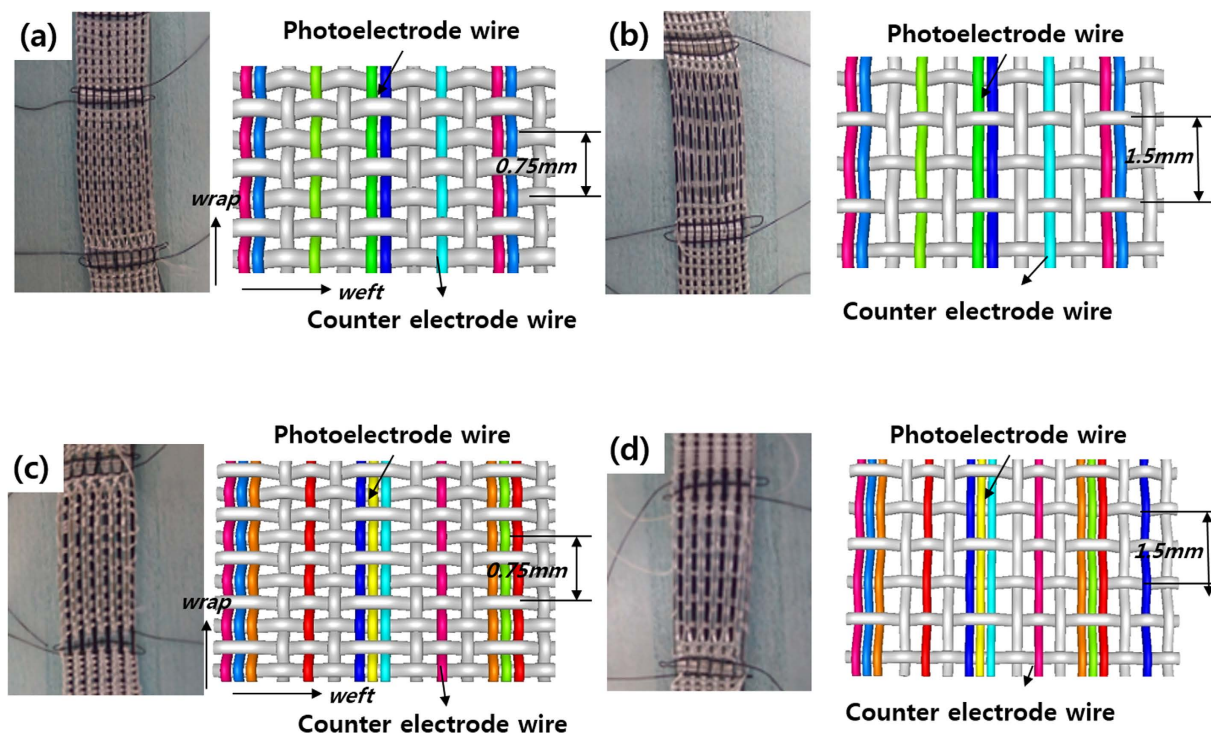 (a)
Photoelectrode wire
0.75mm
wrap
weft
Counter electrode wire
(b)
Photoelectrode wire
1.5mm
Counter electrode wire
(c)
Photoelectrode wire
0.75mm
wrap
weft
Counter electrode wire
(d)
Photoelectrode wire
1.5mm
Counter electrode wire